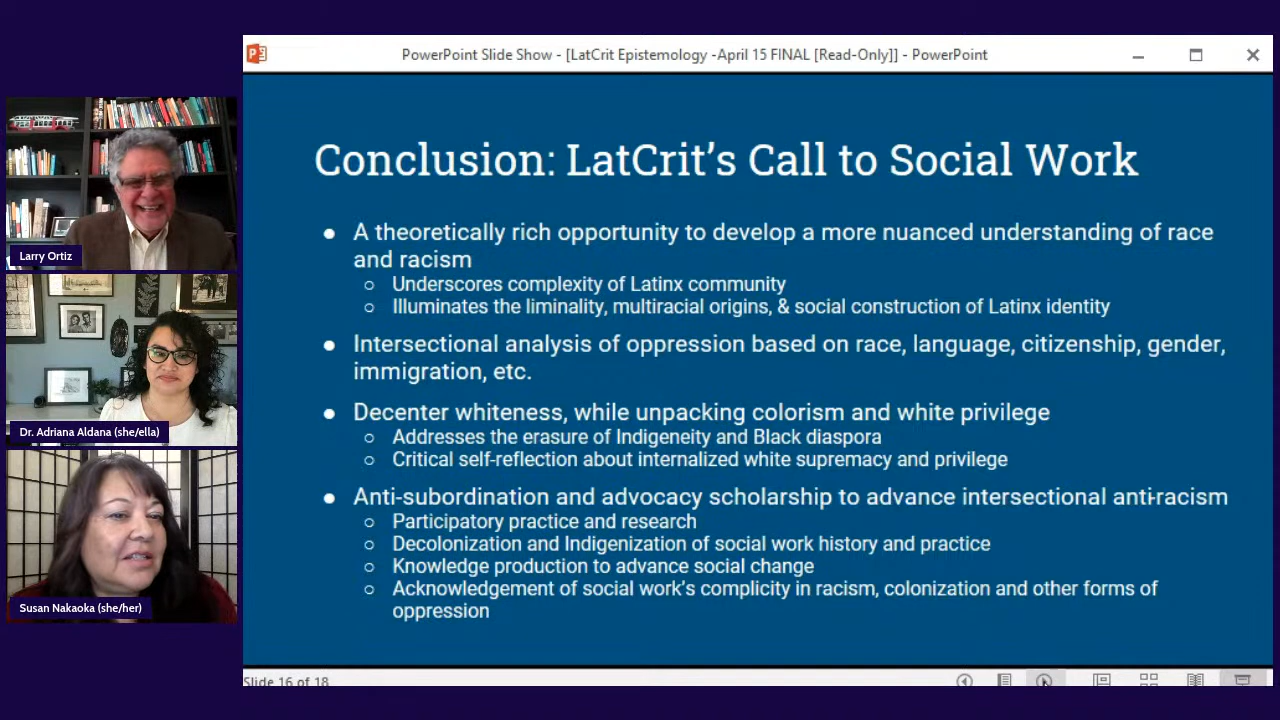 PowerPoint Slide Show - [LatCrit Epistemology -April 15 FINAL [Read-Only]] - PowerPoint
Larry Ortiz
Dr. Adriana Aldana (she/ella)
Susan Nakaoka (she/her)
Conclusion: LatCrit's Call to Social Work
● A theoretically rich opportunity to develop a more nuanced understanding of race
and racism
○ Underscores complexity of Latinx community
○ Illuminates the liminality, multiracial origins, & social construction of Latinx identity
● Intersectional analysis of oppression based on race, language, citizenship, gender,
immigration, etc.
● Decenter whiteness, while unpacking colorism and white privilege
○ Addresses the erasure of Indigeneity and Black diaspora
○ Critical self-reflection about internalized white supremacy and privilege
● Anti-subordination and advocacy scholarship to advance intersectional anti-racism
○ Participatory practice and research
○ Decolonization and Indigenization of social work history and practice
○ Knowledge production to advance social change
○ Acknowledgement of social work's complicity in racism, colonization and other forms of
oppression
Slide 16 of 18